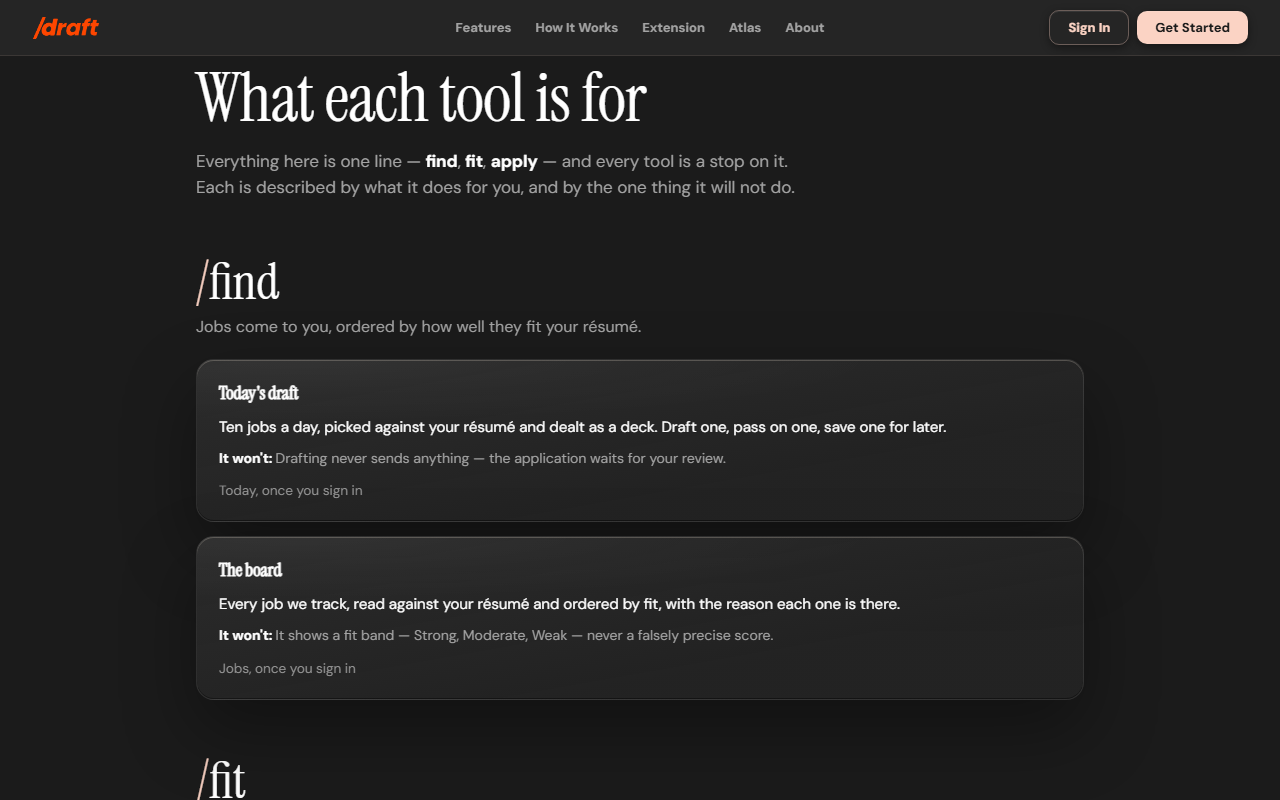 /draft
Features
How It Works
Extension
Atlas
About
Sign In
Get Started
What each tool is for
Everything here is one line — find, fit, apply — and every tool is a stop on it.
Each is described by what it does for you, and by the one thing it will not do.
/find
Jobs come to you, ordered by how well they fit your résumé.
Today's draft
Ten jobs a day, picked against your résumé and dealt as a deck. Draft one, pass on one, save one for later.
It won't: Drafting never sends anything — the application waits for your review.
Today, once you sign in
The board
Every job we track, read against your résumé and ordered by fit, with the reason each one is there.
It won't: It shows a fit band — Strong, Moderate, Weak — never a falsely precise score.
Jobs, once you sign in
/fit